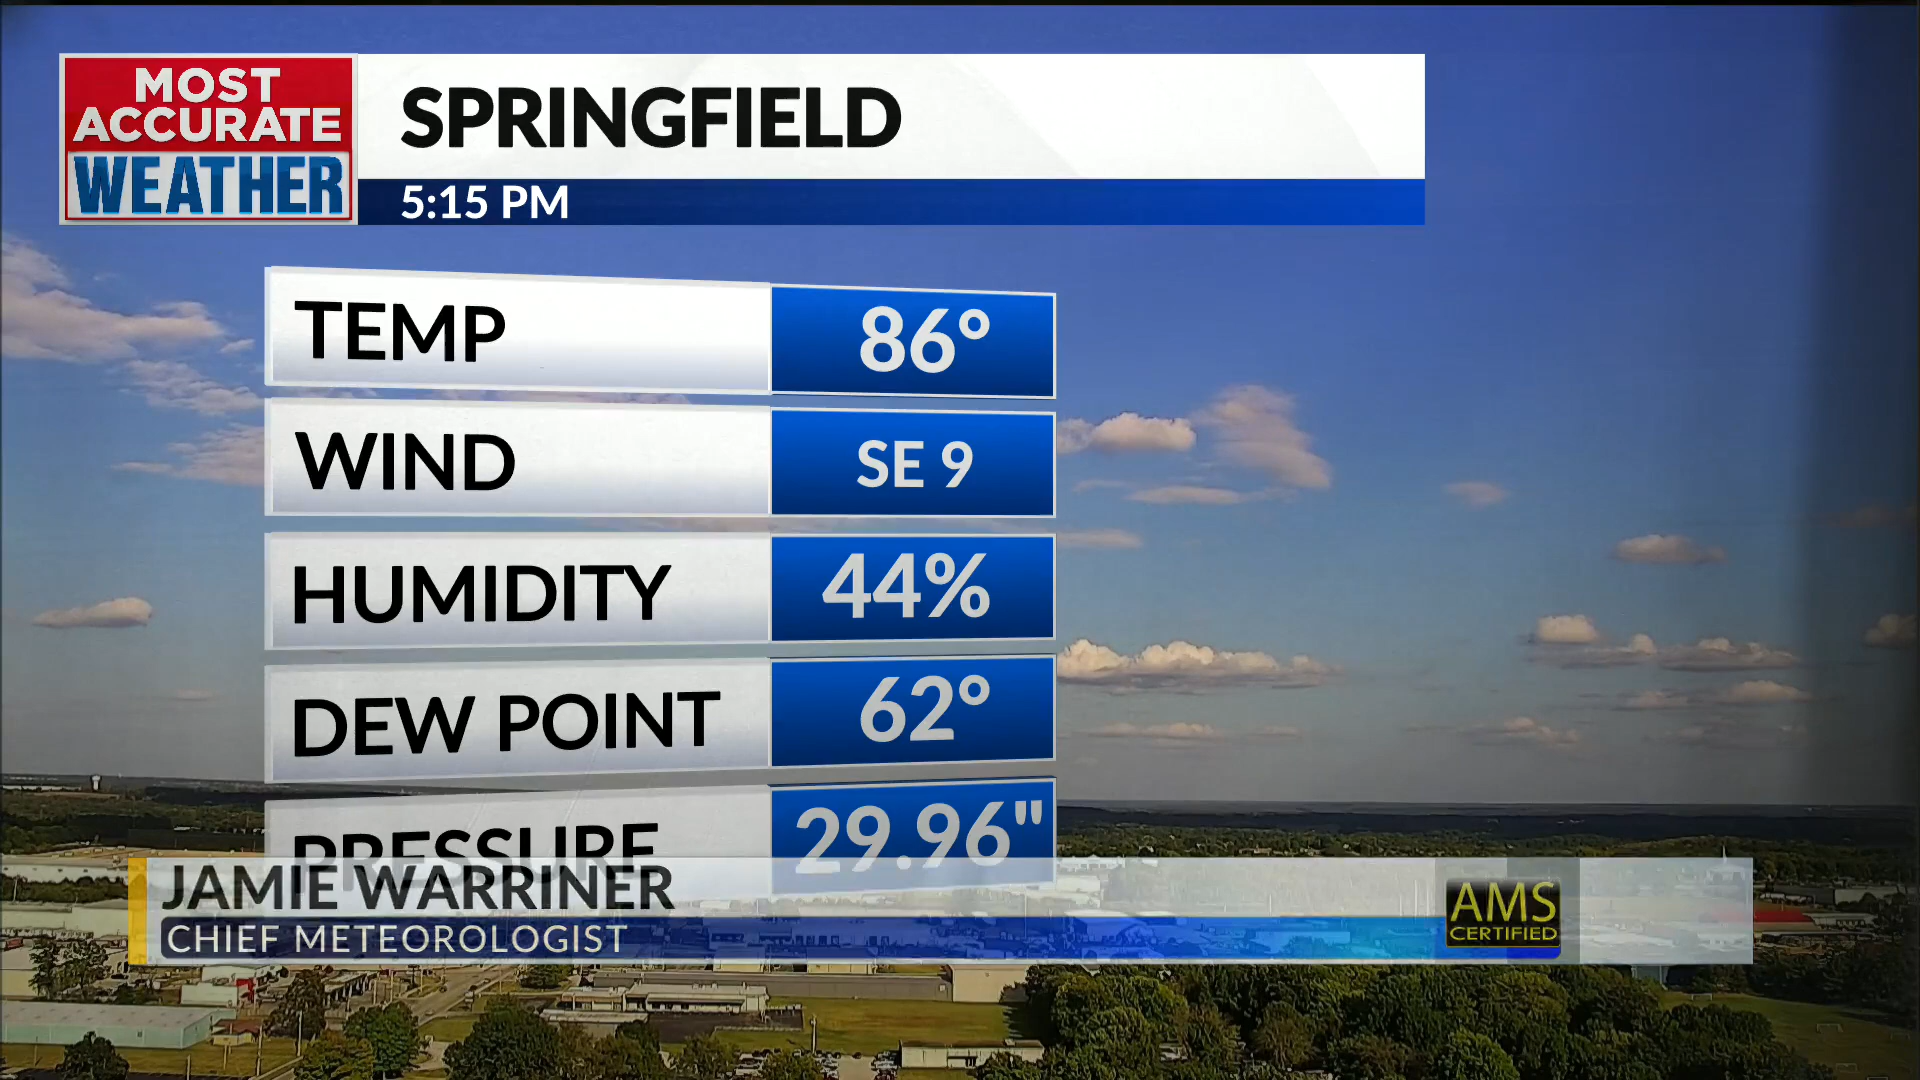 MOST
ACCURATE
WEATHER
SPRINGFIELD
5:15 PM
TEMP 86°
WIND SE 9
HUMIDITY 44%
DEW POINT 62°
PRESSURE 29.96"
JAMIE WARRINER
CHIEF METEOROLOGIST
AMS
CERTIFIED